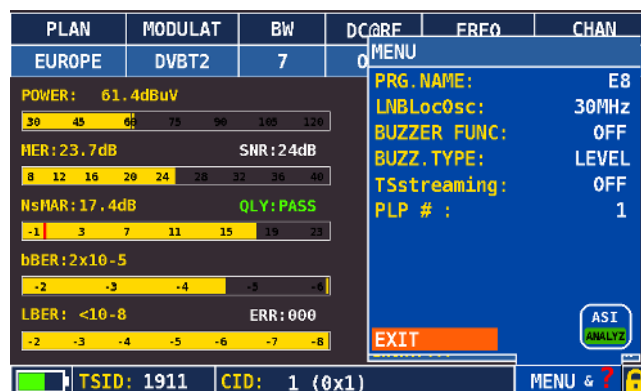 PLAN MODULAT BW DC@RF FREQ CHAN
EUROPE DVBT2 7 0
MENU
PRG.NAME: E8
LNBLocOsc: 30MHz
BUZZER FUNC: OFF
BUZZ.TYPE: LEVEL
TSstreaming: OFF
PLP # : 1
ASI
ANALYZ
EXIT
POWER: 61.4dBuV
30 45 60 75 90 105 120
MER:23.7dB SNR:24dB
8 12 16 20 24 28 32 36 40
NsMAR:17.4dB QLY:PASS
-1 3 7 11 15 19 23
bBER:2x10-5
-2 -3 -4 -5 -6
LBER: <10-8 ERR:000
-2 -3 -4 -5 -6 -7 -8
TSID: 1911 CID: 1 (0x1) MENU & ?